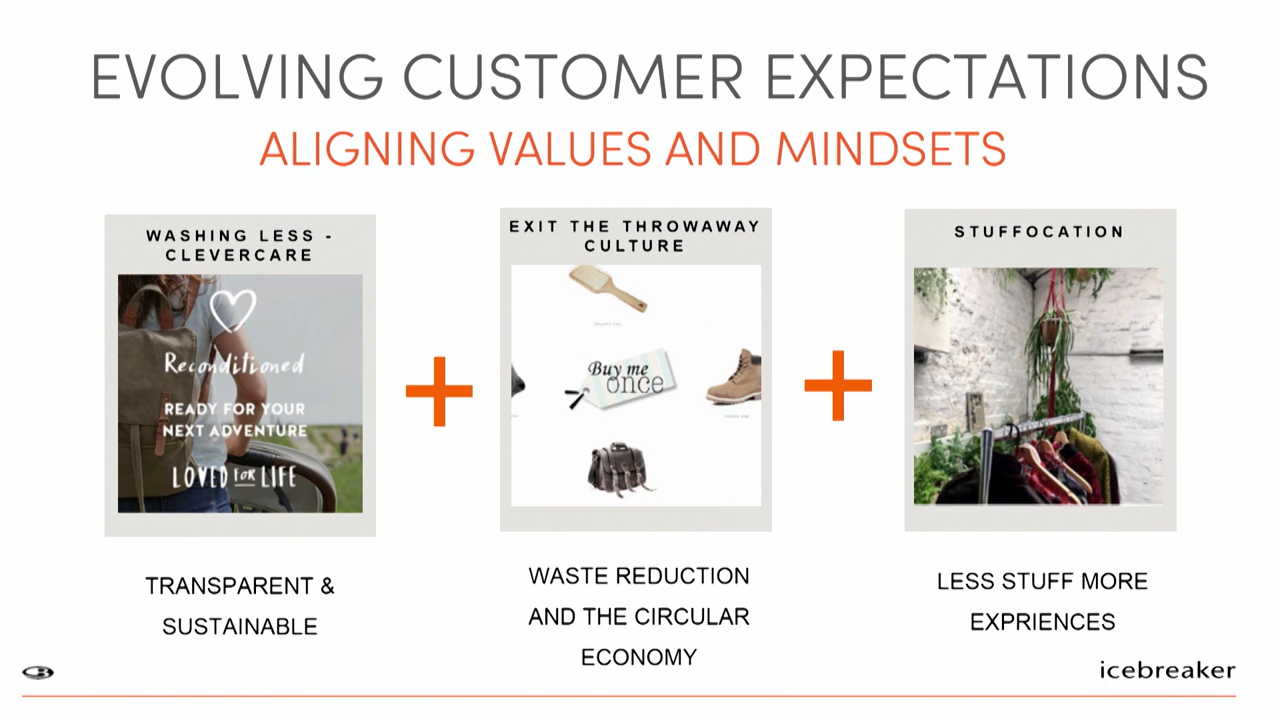 EVOLVING CUSTOMER EXPECTATIONS
ALIGNING VALUES AND MINDSETS
WASHING LESS -
CLEVERCARE
Reconditioned
READY FOR YOUR
NEXT ADVENTURE
LOVED FOR LIFE
TRANSPARENT &
SUSTAINABLE
EXIT THE THROWAWAY
CULTURE
Buy me
once
WASTE REDUCTION
AND THE CIRCULAR
ECONOMY
STUFFOCATION
LESS STUFF MORE
EXPRIENCES
icebreaker